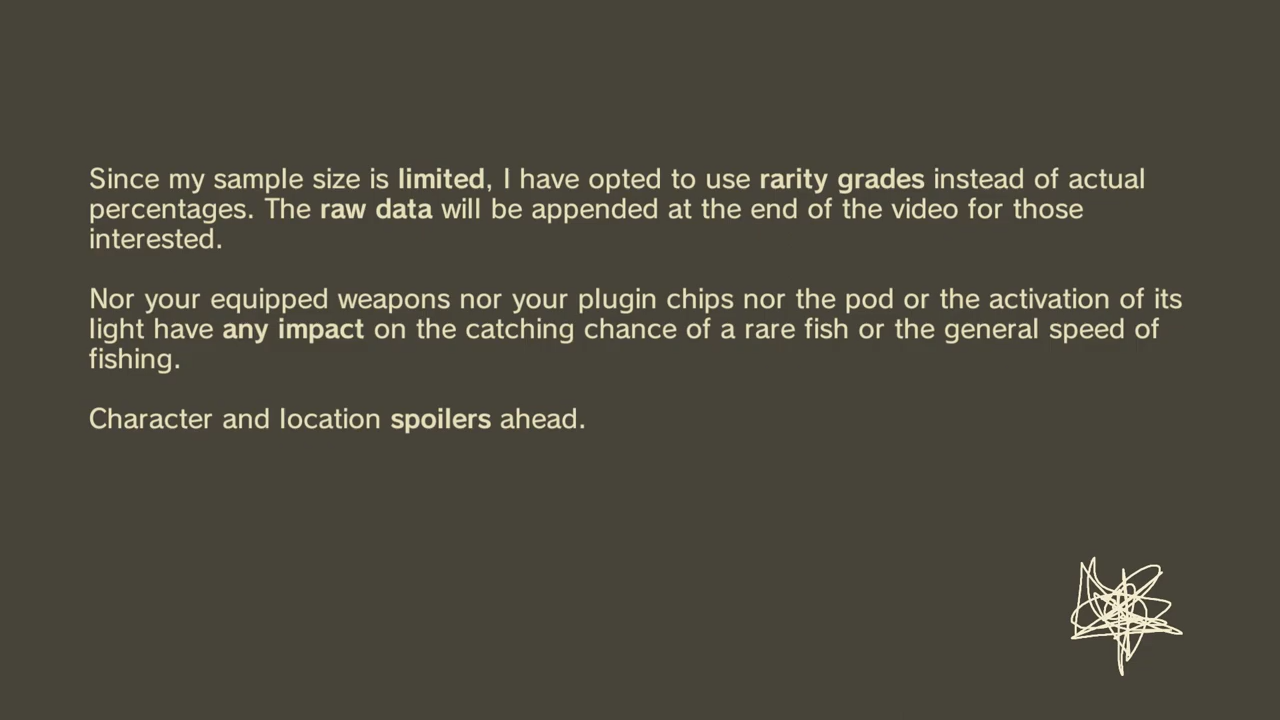 Since my sample size is limited, I have opted to use rarity grades instead of actual
percentages. The raw data will be appended at the end of the video for those
interested.
Nor your equipped weapons nor your plugin chips nor the pod or the activation of its
light have any impact on the catching chance of a rare fish or the general speed of
fishing.
Character and location spoilers ahead.